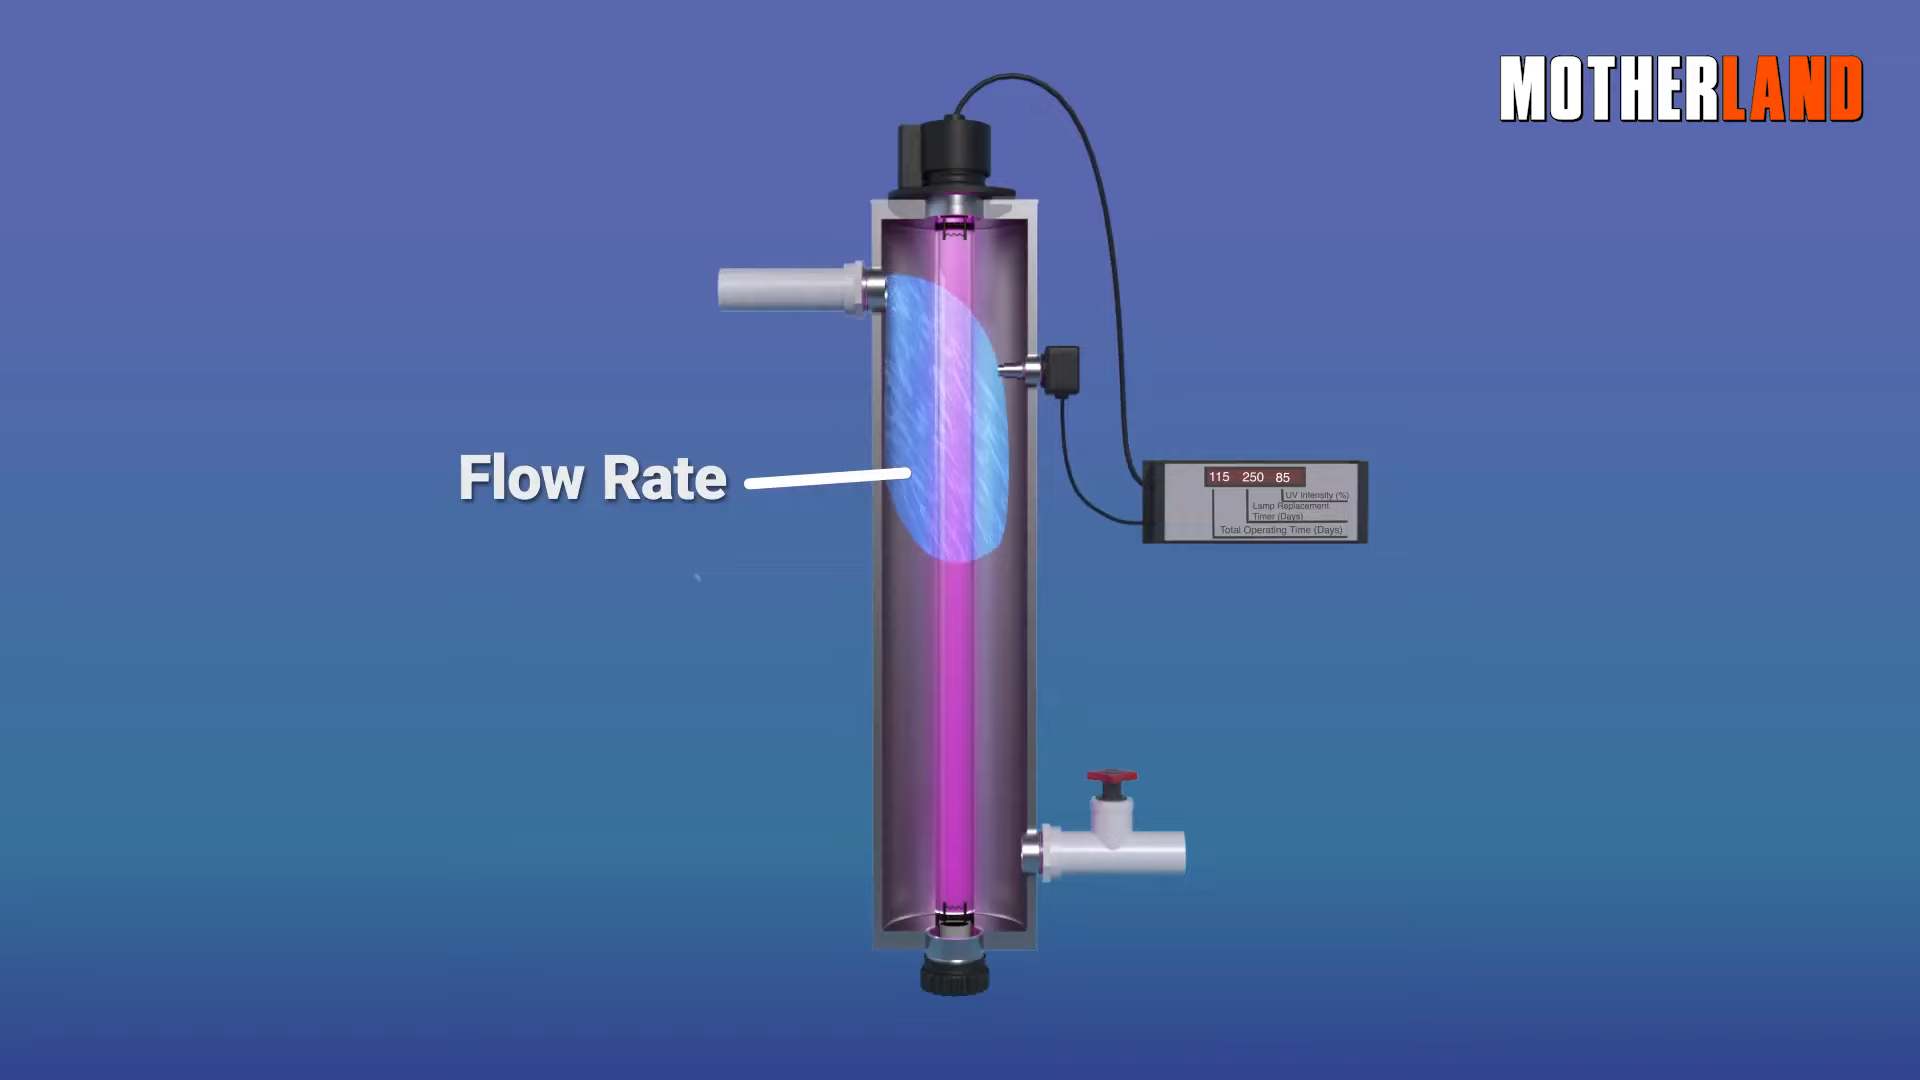 MOTHERLAND
Flow Rate
115 250 85
UV Intensity (%)
Lamp Replacement
Timer (Days)
Total Operating Time (Days)